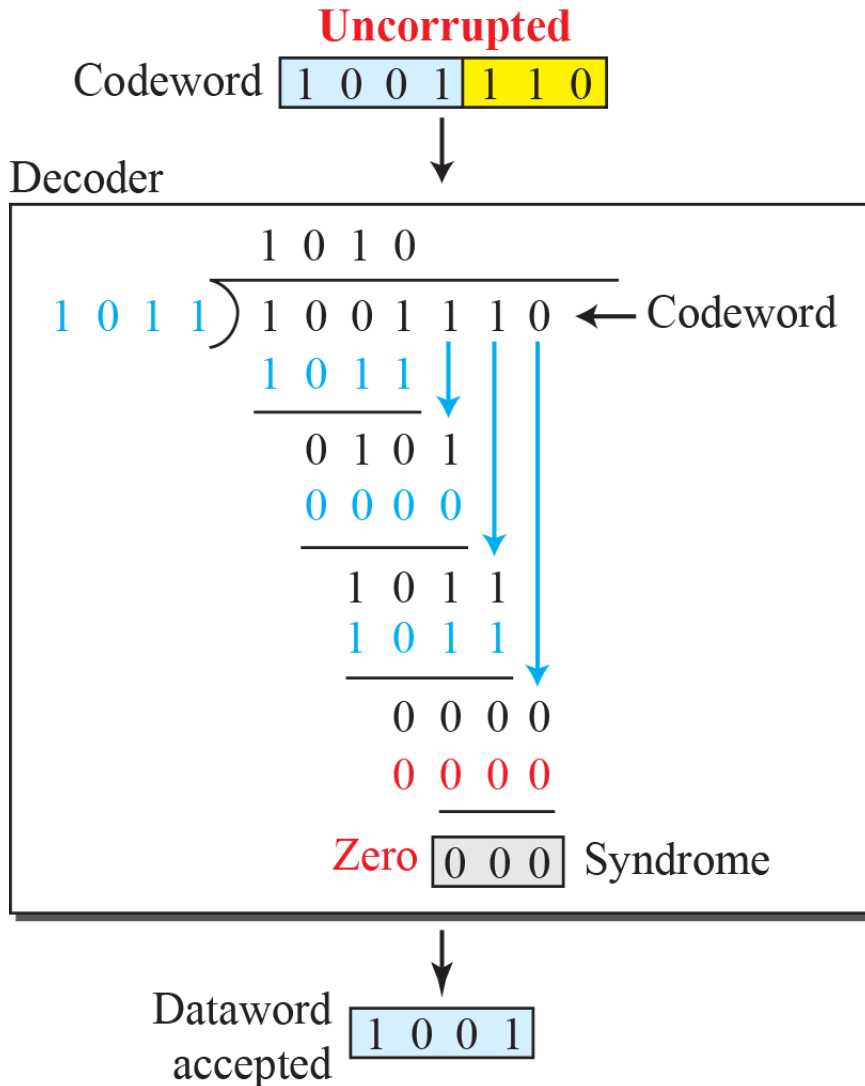 Uncorrupted
Codeword 1 0 0 1 1 1 0
Decoder
1 0 1 0
1 0 1 1 ) 1 0 0 1 1 1 0 Codeword
1 0 1 1
0 1 0 1
0 0 0 0
1 0 1 1
1 0 1 1
0 0 0 0
0 0 0 0
Zero 0 0 0 Syndrome
Dataword
accepted
1 0 0 1